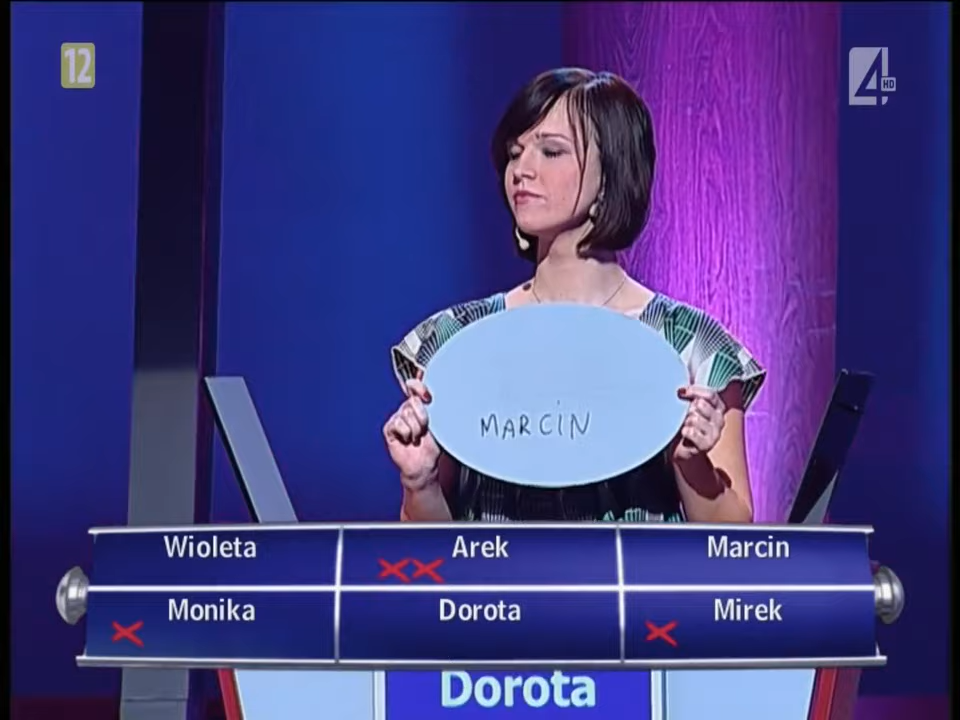 12
4HD
MARCIN
Wioleta Arek Marcin
Monika Dorota Mirek
Dorota